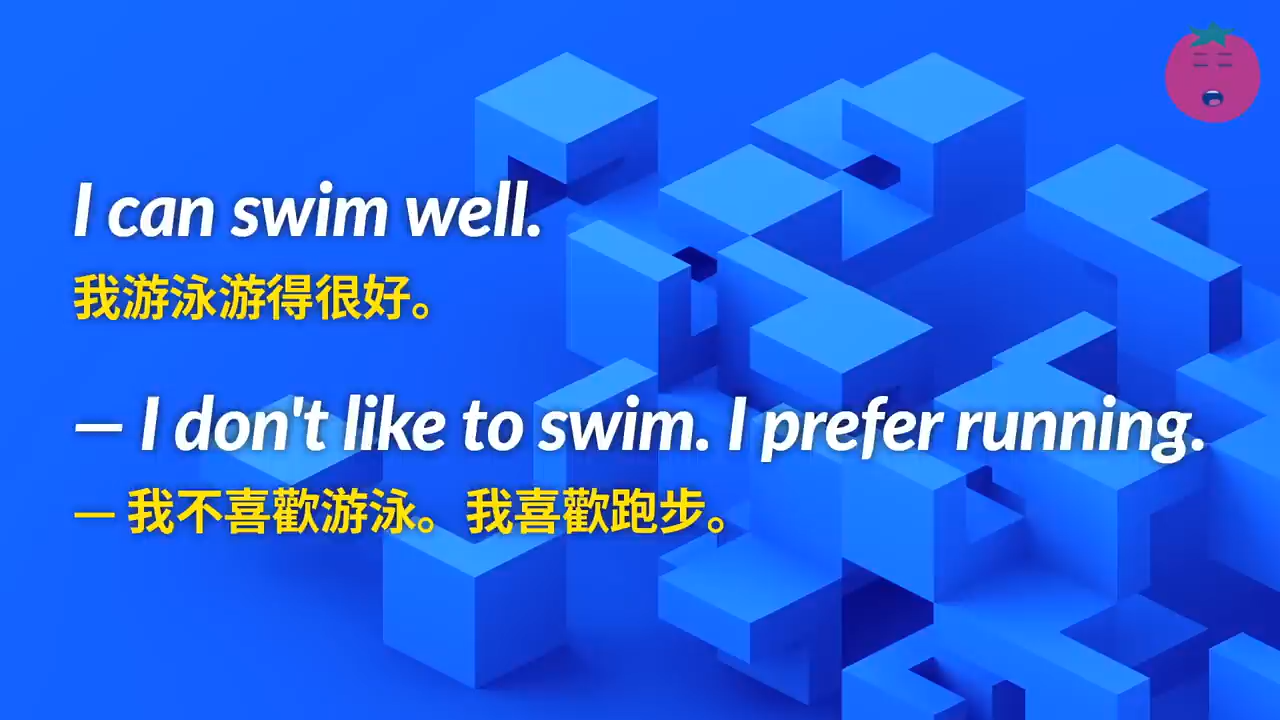 I can swim well.
我游泳游得很好。
— I don't like to swim. I prefer running.
— 我不喜歡游泳。我喜歡跑步。